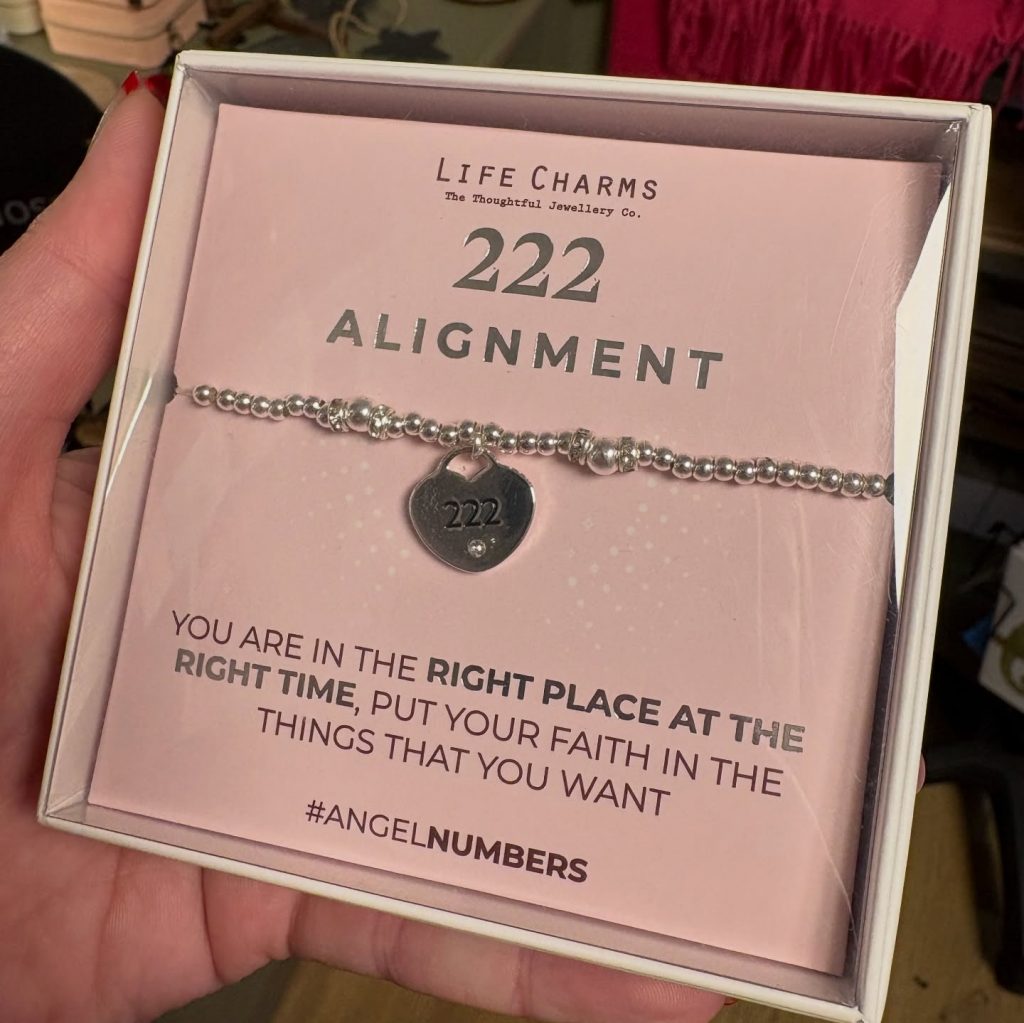 LIFE CHARMS
The Thoughtful Jewellery Co.
222
ALIGNMENT
222
YOU ARE IN THE RIGHT PLACE AT THE
RIGHT TIME, PUT YOUR FAITH IN THE
THINGS THAT YOU WANT
#ANGELNUMBERS